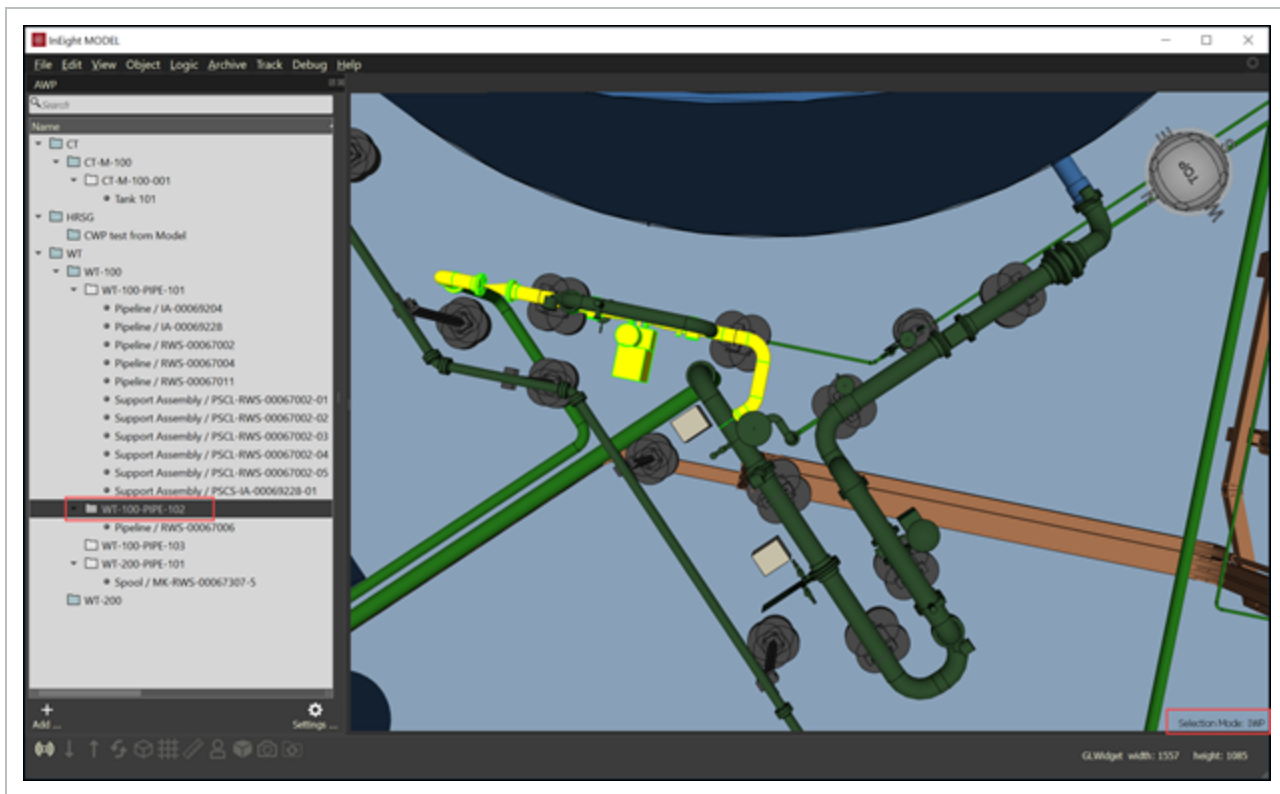 InEight MODEL
File Edit View Object Logic Archive Track Debug Help
AWP
Search
Name
CT
CT-M-100
CT-M-100-001
Tank 101
HRSG
CWP test from Model
WT
WT-100
WT-100-PIPE-101
Pipeline / IA-00069204
Pipeline / IA-00069228
Pipeline / RWS-00067002
Pipeline / RWS-00067004
Pipeline / RWS-00067011
Support Assembly / PSCL-RWS-00067002-01
Support Assembly / PSCL-RWS-00067002-02
Support Assembly / PSCL-RWS-00067002-03
Support Assembly / PSCL-RWS-00067002-04
Support Assembly / PSCL-RWS-00067002-05
Support Assembly / PSCS-IA-00069228-01
WT-100-PIPE-102
Pipeline / RWS-00067006
WT-100-PIPE-103
WT-200-PIPE-101
Spool / MK-RWS-00067307-5
WT-200
TOP
Selection Mode: IWP
Add ...
Settings ...
GLWidget width: 1557 height: 1085